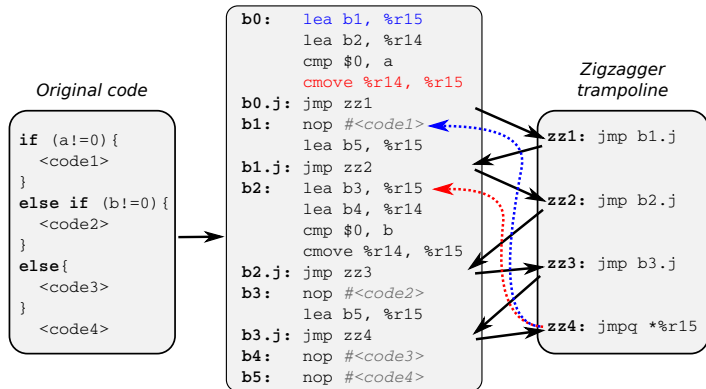 Original code
if (a!=0){
<code1>
}
else if (b!=0){
<code2>
}
else{
<code3>
}
<code4>
b0: lea b1, %r15
lea b2, %r14
cmp $0, a
cmove %r14, %r15
b0.j: jmp zz1
b1: nop #<code1>
lea b5, %r15
b1.j: jmp zz2
b2: lea b3, %r15
lea b4, %r14
cmp $0, b
cmove %r14, %r15
b2.j: jmp zz3
b3: nop #<code2>
lea b5, %r15
b3.j: jmp zz4
b4: nop #<code3>
b5: nop #<code4>
Zigzagger
trampoline
zz1: jmp b1.j
zz2: jmp b2.j
zz3: jmp b3.j
zz4: jmpq *%r15